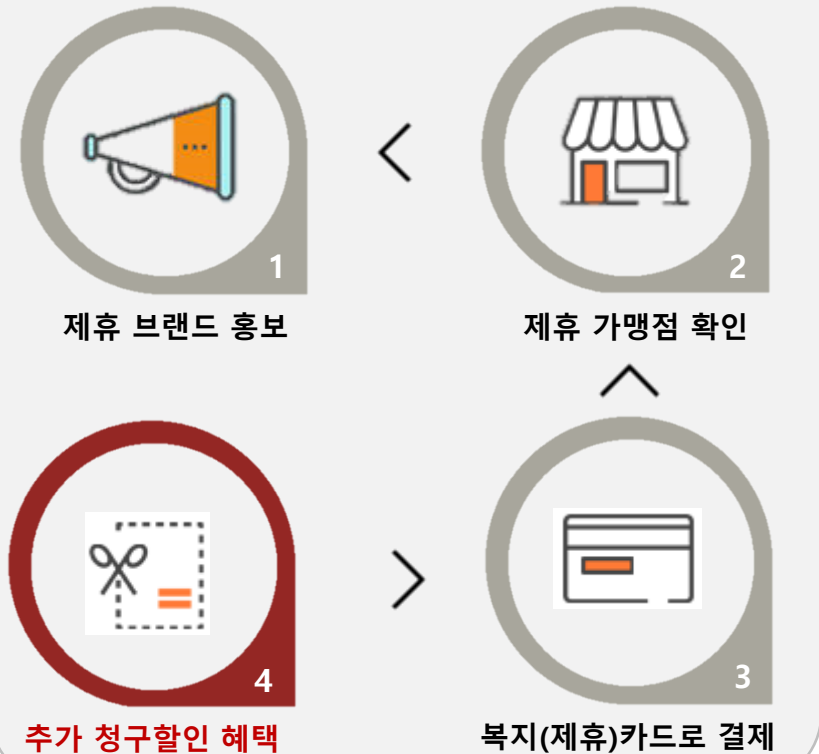 1
제휴 브랜드 홍보
2
제휴 가맹점 확인
3
복지(제휴)카드로 결제
4
추가 청구할인 혜택